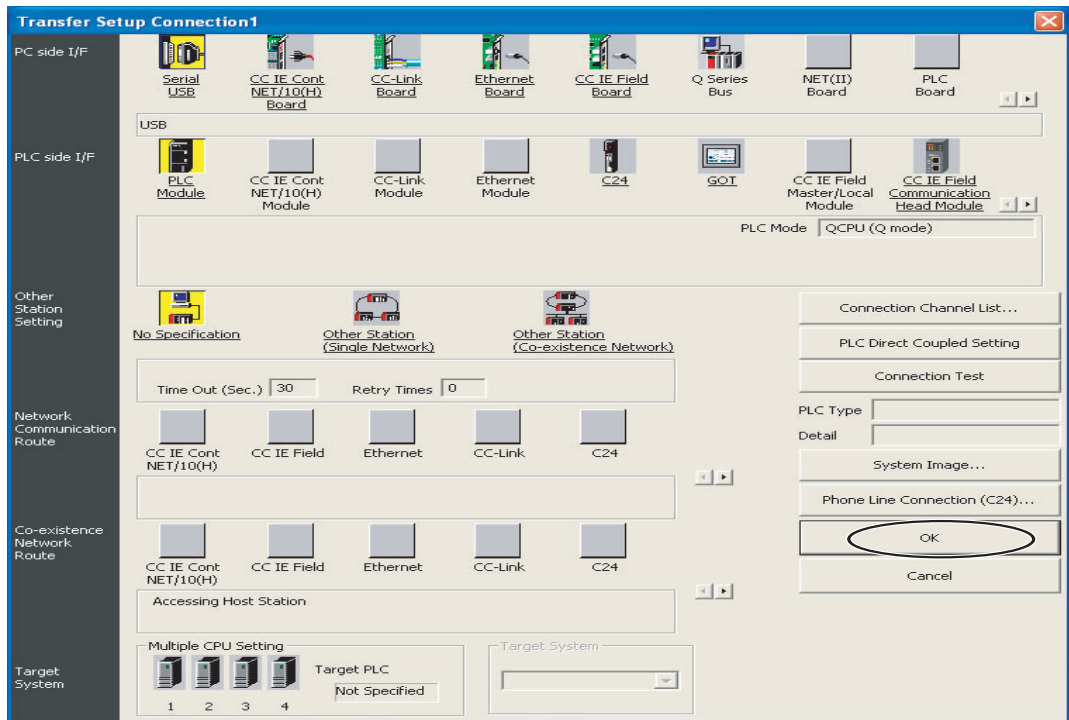 Transfer Setup Connection1
PC side I/F
Serial
USB
CC IE Cont
NET/10(H)
Board
CC-Link
Board
Ethernet
Board
CC IE Field
Board
Q Series
Bus
NET(II)
Board
PLC
Board
USB
PLC side I/F
PLC
Module
CC IE Cont
NET/10(H)
Module
CC-Link
Module
Ethernet
Module
C24
GOT
CC IE Field
Master/Local
Module
CC IE Field
Communication
Head Module
PLC Mode QCPU (Q mode)
Other
Station
Setting
No Specification
Other Station
(Single Network)
Other Station
(Co-existence Network)
Time Out (Sec.) 30 Retry Times 0
Connection Channel List...
PLC Direct Coupled Setting
Connection Test
PLC Type
Detail
System Image...
Phone Line Connection (C24)...
OK
Cancel
Network
Communication
Route
CC IE Cont
NET/10(H)
CC IE Field
Ethernet
CC-Link
C24
Co-existence
Network
Route
CC IE Cont
NET/10(H)
CC IE Field
Ethernet
CC-Link
C24
Accessing Host Station
Target
System
Multiple CPU Setting
1 2 3 4
Target PLC
Not Specified
Target System